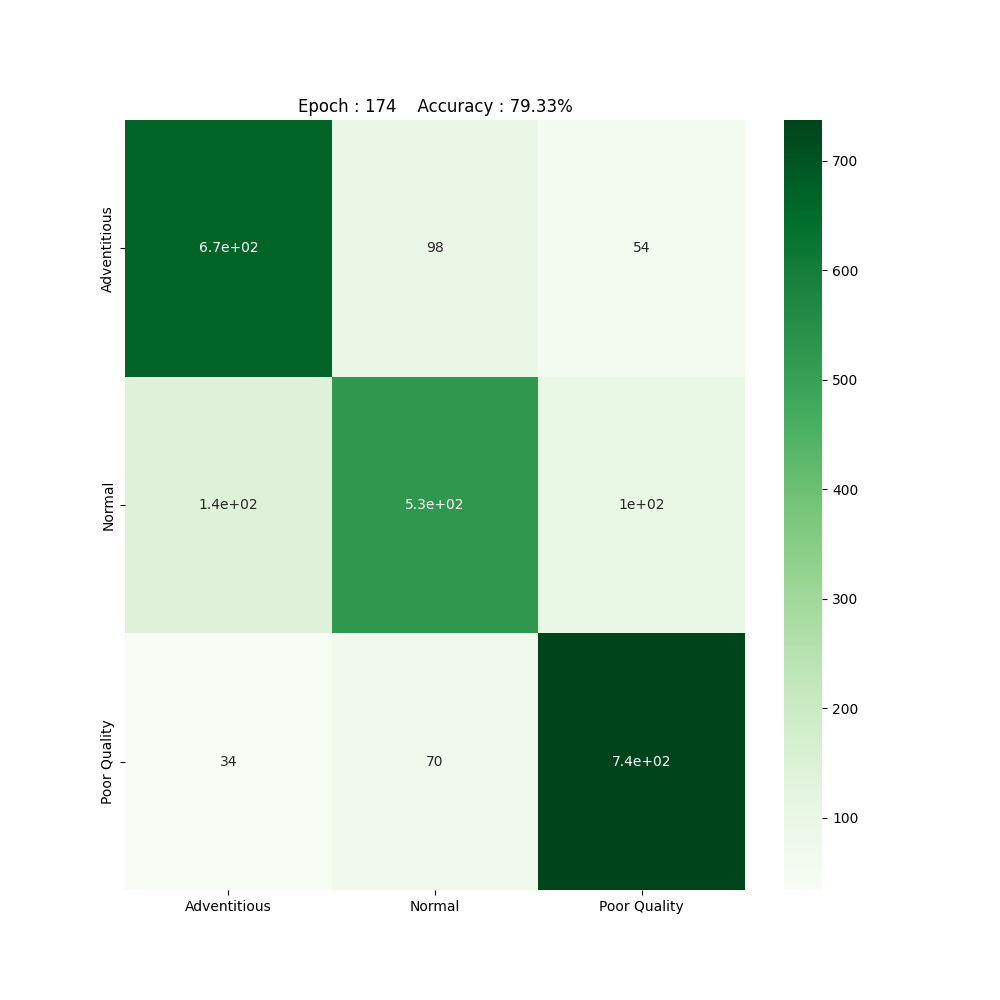 Epoch : 174    Accuracy : 79.33%
Adventitious
6.7e+02
98
54
Normal
1.4e+02
5.3e+02
1e+02
Poor Quality
34
70
7.4e+02
Adventitious
Normal
Poor Quality
700
600
500
400
300
200
100